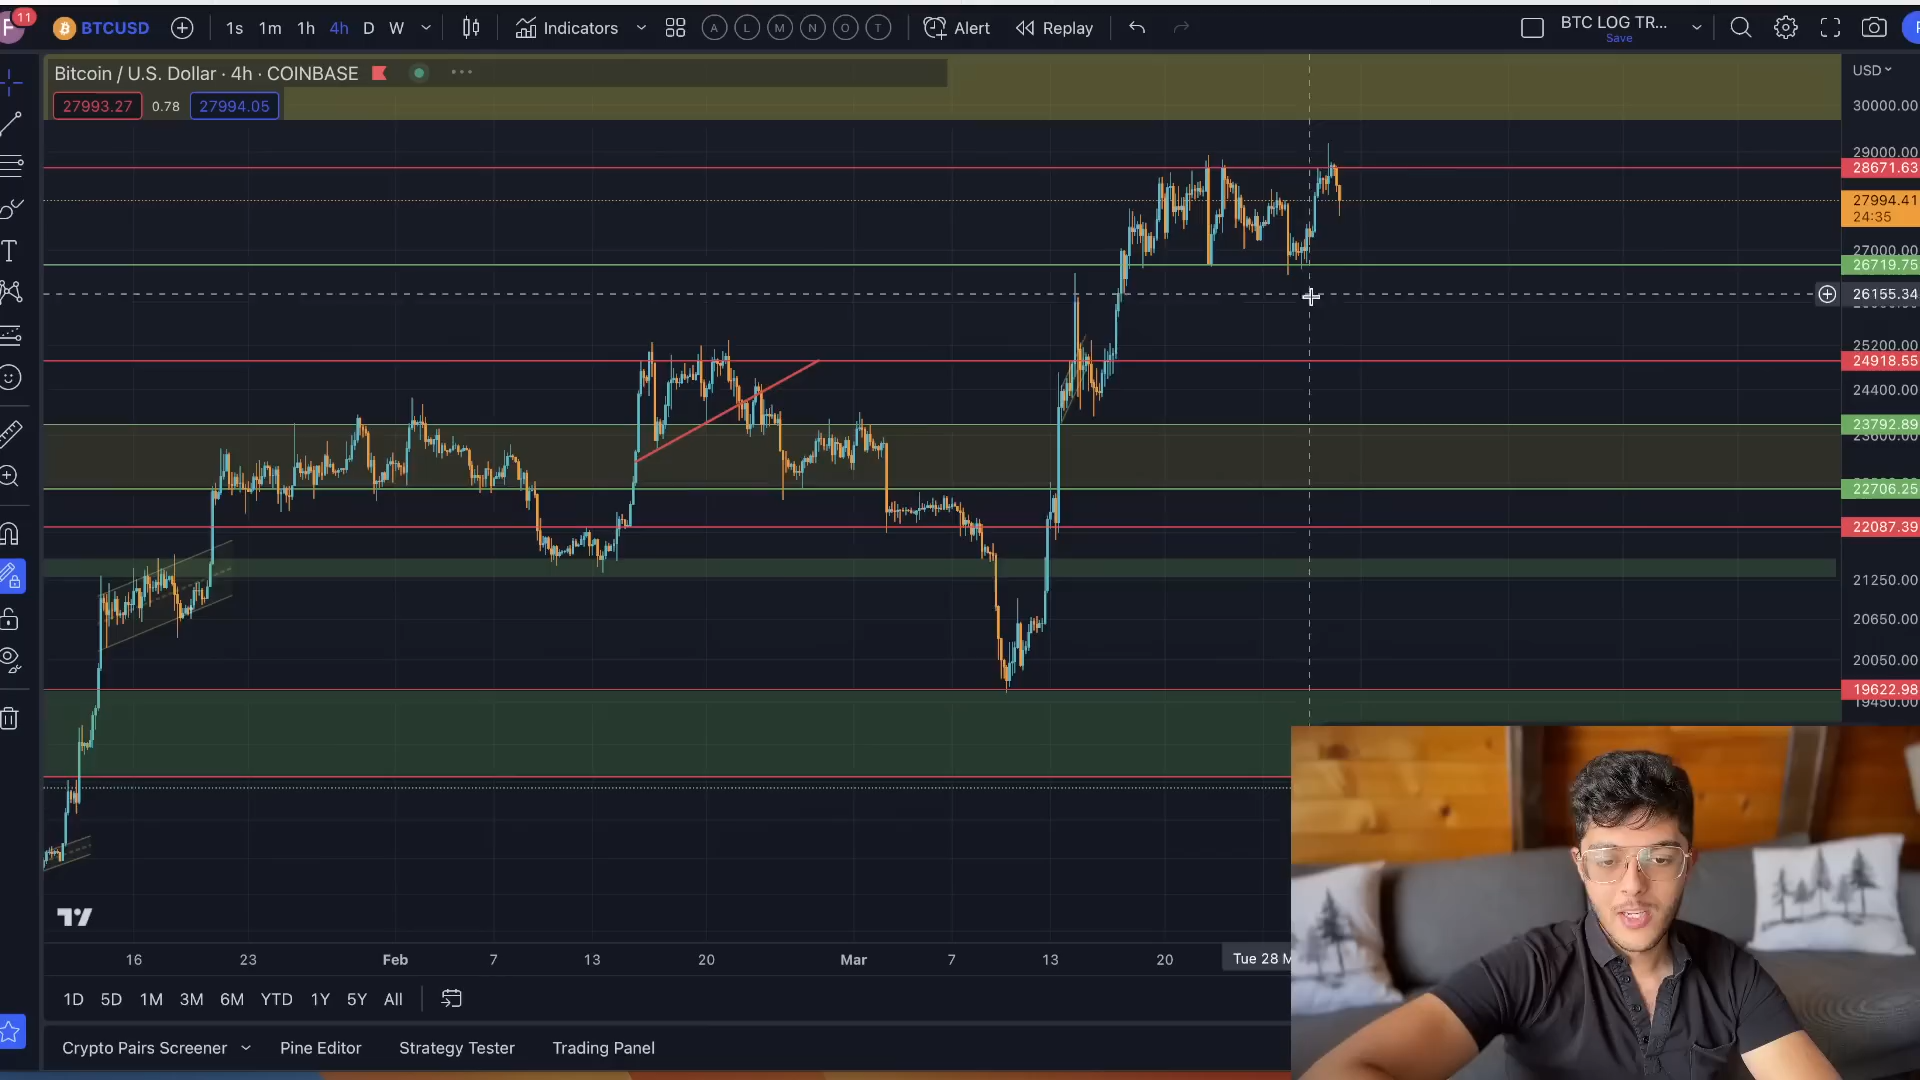 11
BTCUSD 1s 1m 1h 4h D W Indicators A L M N O T Alert Replay BTC LOG TR...
Save
Bitcoin / U.S. Dollar · 4h · COINBASE
USD
27993.27 0.78 27994.05
30000.00
29000.00
28671.63
27994.41
24:35
27000.00
26719.75
26155.34
25200.00
24918.55
24400.00
23792.89
23600.00
22706.25
22087.39
21250.00
20650.00
20050.00
19622.98
19450.00
16 23 Feb 7 13 20 Mar 7 13 20 Tue 28
1D 5D 1M 3M 6M YTD 1Y 5Y All
Crypto Pairs Screener Pine Editor Strategy Tester Trading Panel